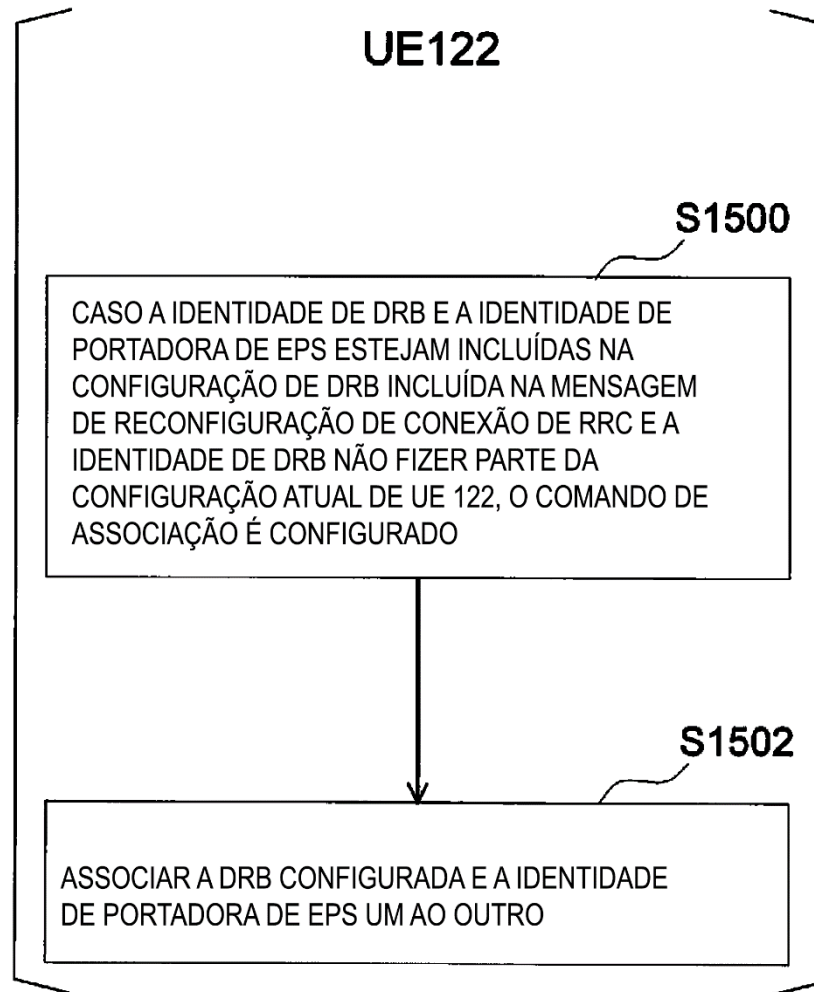 UE122
S1500
CASO A IDENTIDADE DE DRB E A IDENTIDADE DE
PORTADORA DE EPS ESTEJAM INCLUÍDAS NA
CONFIGURAÇÃO DE DRB INCLUÍDA NA MENSAGEM
DE RECONFIGURAÇÃO DE CONEXÃO DE RRC E A
IDENTIDADE DE DRB NÃO FIZER PARTE DA
CONFIGURAÇÃO ATUAL DE UE 122, O COMANDO DE
ASSOCIAÇÃO É CONFIGURADO
S1502
ASSOCIAR A DRB CONFIGURADA E A IDENTIDADE
DE PORTADORA DE EPS UM AO OUTRO